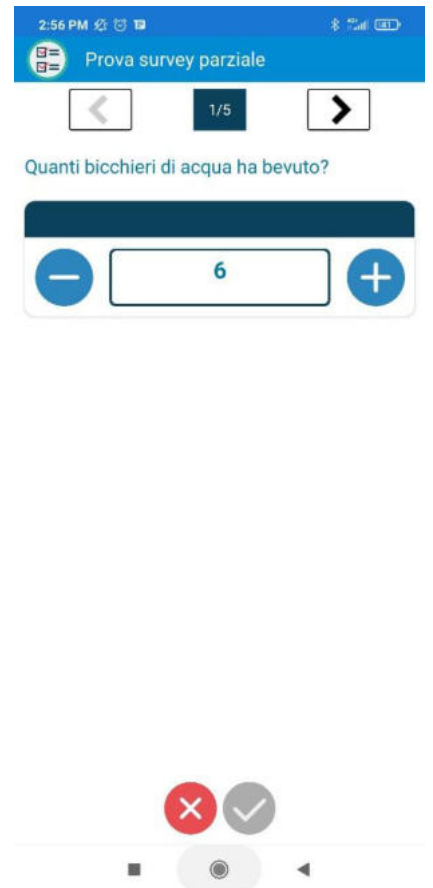 2:56 PM
Prova survey parziale
1/5
Quanti bicchieri di acqua ha bevuto?
6